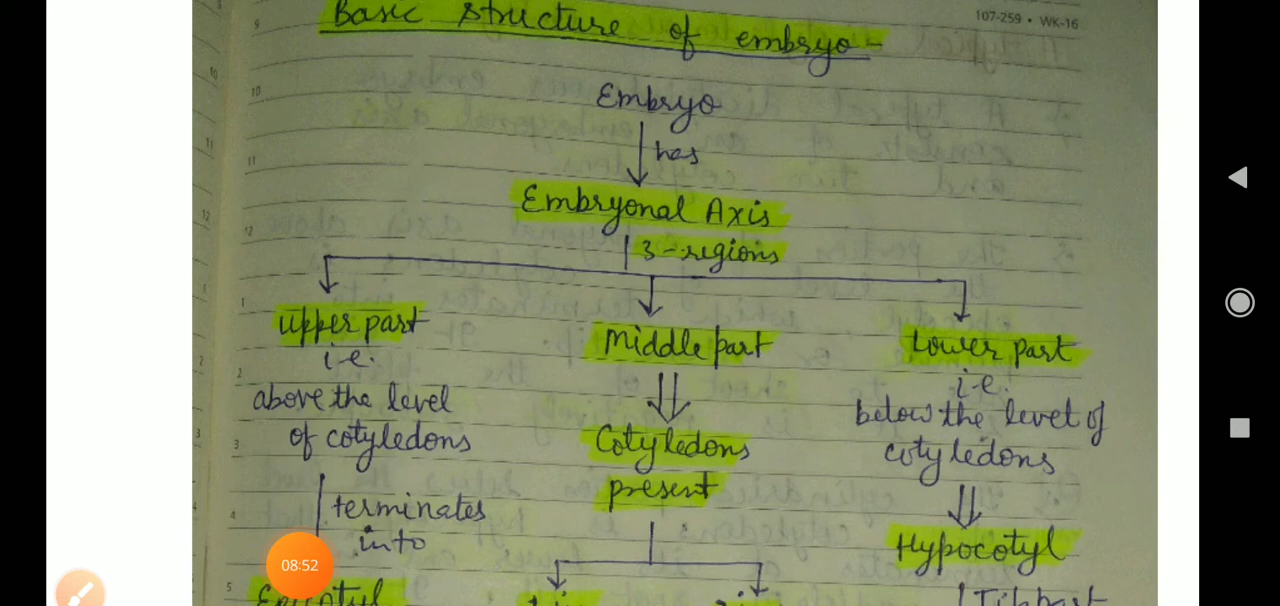 107-259 • WK-16
Basic structure of embryo-
Embryo
has
Embryonal Axis
3-regions
Upper part
i.e.
above the level
of cotyledons
terminates
into
Epicotyl
Middle part
Cotyledons
present
Lower part
i.e.
below the level of
cotyledons
Hypocotyl
08:52